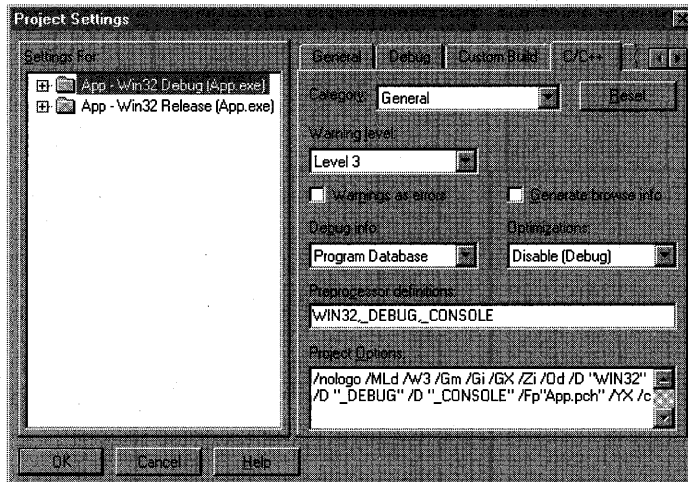 Project Settings
Settings For:
App - Win32 Debug (App.exe)
App - Win32 Release (App.exe)
General
Debug
Custom Build
C/C++
Category:
General
Reset
Warning level:
Level 3
Warnings as errors
Generate browse info
Debug info:
Optimizations:
Program Database
Disable (Debug)
Preprocessor definitions:
WIN32,_DEBUG,_CONSOLE
Project Options:
/nologo /MLd /W3 /Gm /Gi /GX /Zi /Od /D "WIN32"
/D "_DEBUG" /D "_CONSOLE" /Fp"App.pch" /YX /c
OK
Cancel
Help